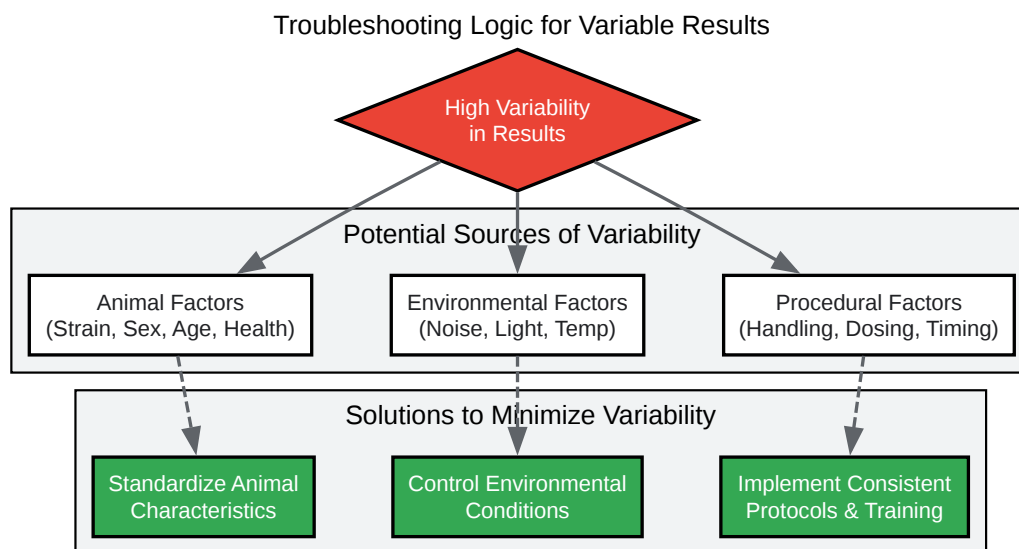 Troubleshooting Logic for Variable Results
High Variability
in Results
Potential Sources of Variability
Animal Factors
(Strain, Sex, Age, Health)
Environmental Factors
(Noise, Light, Temp)
Procedural Factors
(Handling, Dosing, Timing)
Solutions to Minimize Variability
Standardize Animal
Characteristics
Control Environmental
Conditions
Implement Consistent
Protocols & Training